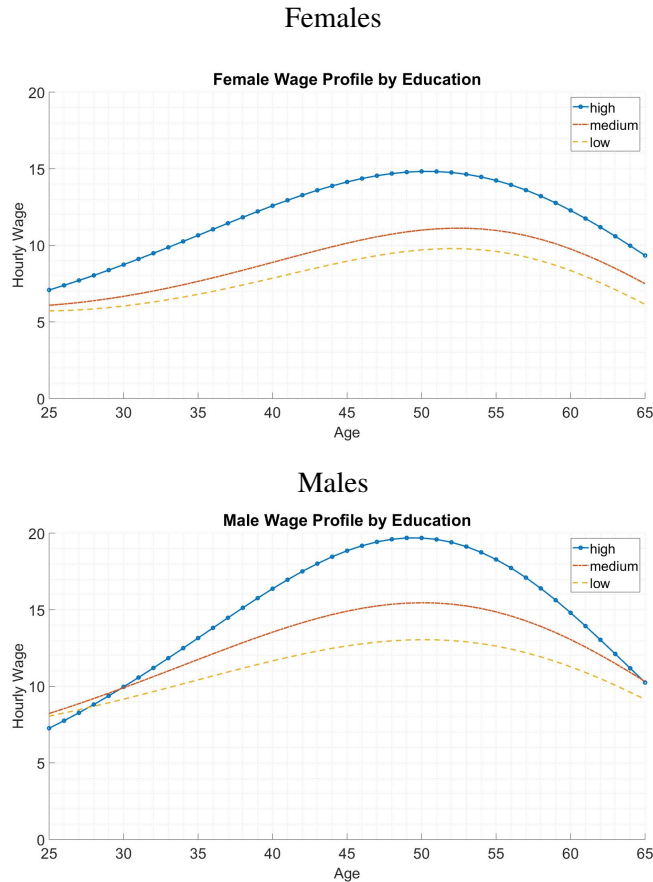 Females
Female Wage Profile by Education
20
15
10
5
0
Hourly Wage
high
medium
low
25 30 35 40 45 50 55 60 65
Age
Males
Male Wage Profile by Education
20
15
10
5
0
Hourly Wage
high
medium
low
25 30 35 40 45 50 55 60 65
Age